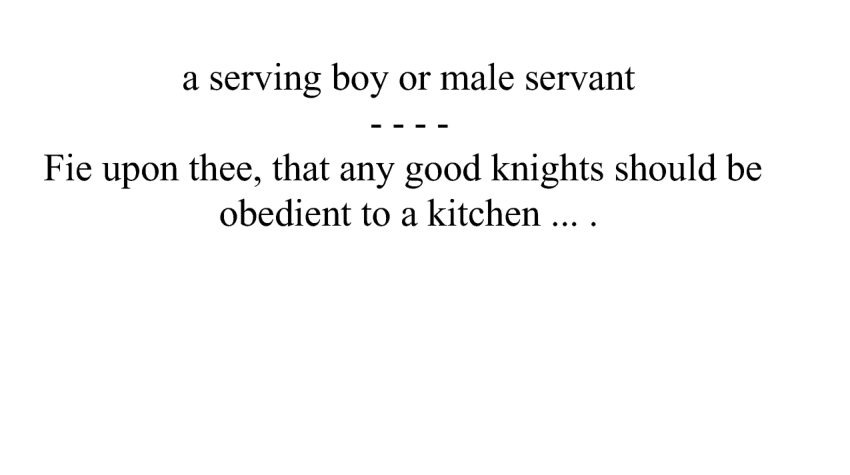 a serving boy or male servant
- - - -
Fie upon thee, that any good knights should be
obedient to a kitchen ... .